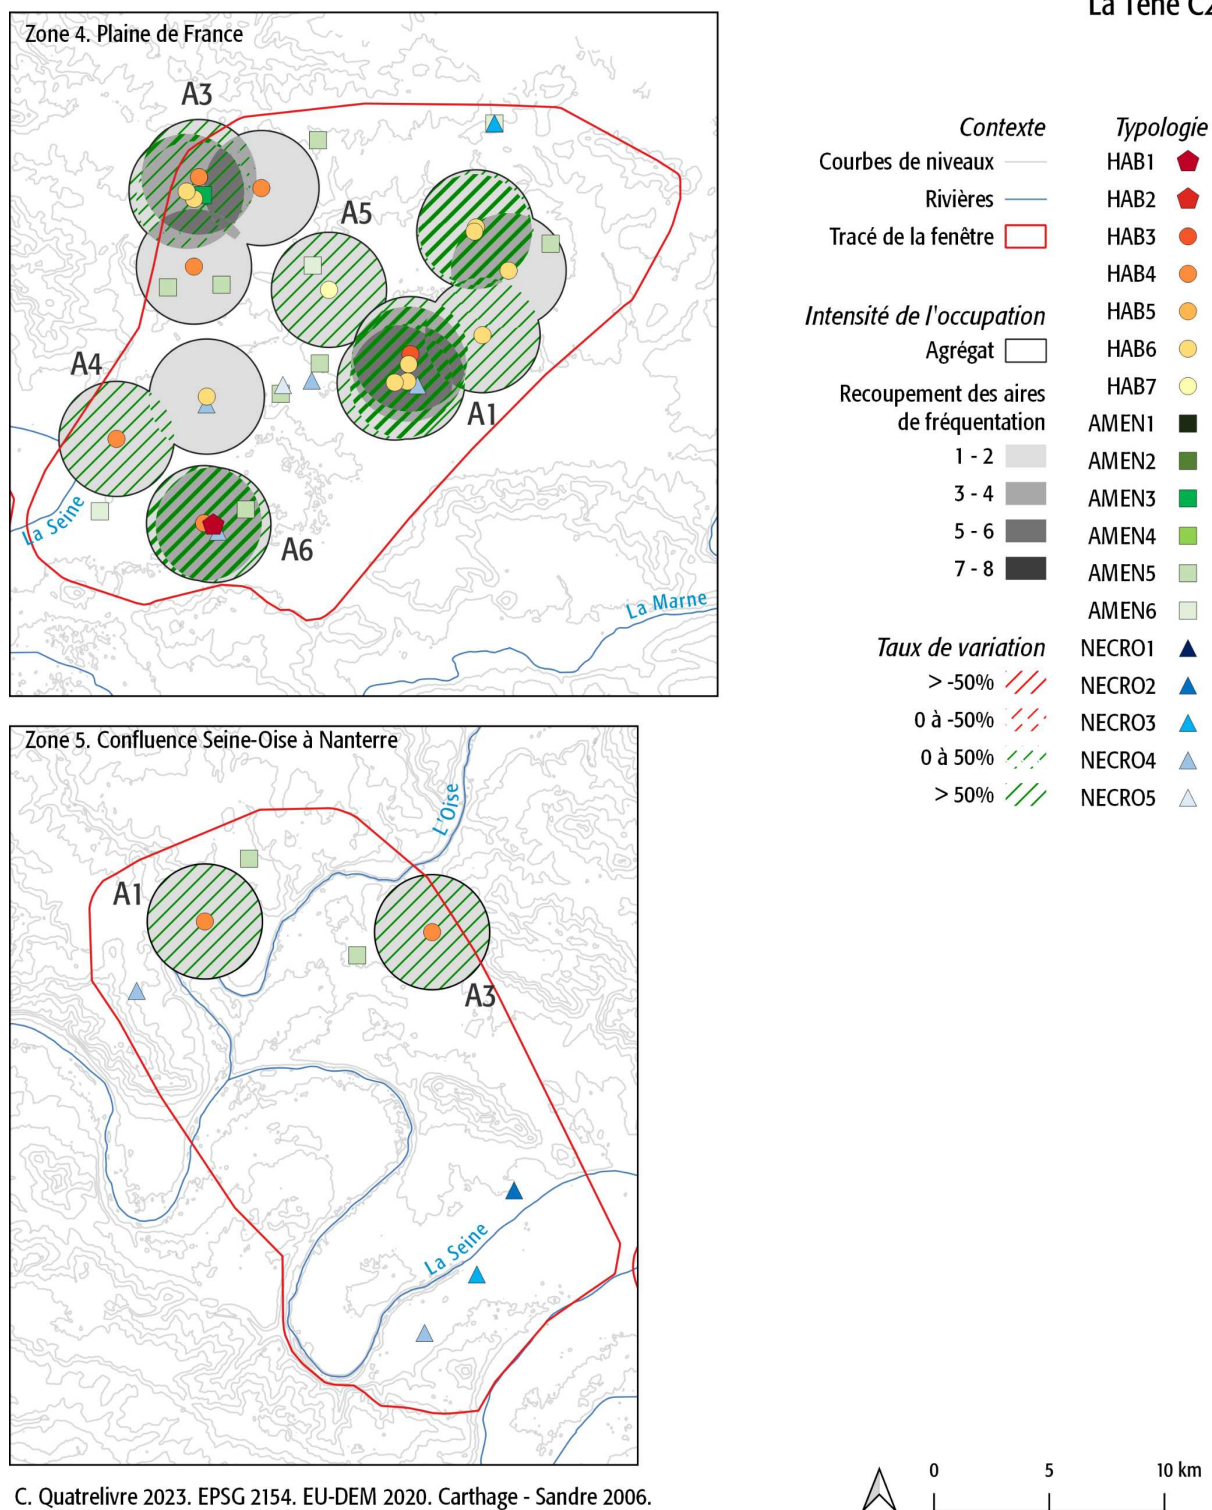 La Tène C2
Zone 4. Plaine de France
A3
A5
A4
A1
A6
La Seine
La Marne
Zone 5. Confluence Seine-Oise à Nanterre
L'Oise
A1
A3
La Seine
Contexte
Courbes de niveaux
Rivières
Tracé de la fenêtre
Intensité de l'occupation
Agrégat
Recoupement des aires
de fréquentation
1 - 2
3 - 4
5 - 6
7 - 8
Taux de variation
> -50%
0 à -50%
0 à 50%
> 50%
Typologie
HAB1
HAB2
HAB3
HAB4
HAB5
HAB6
HAB7
AMEN1
AMEN2
AMEN3
AMEN4
AMEN5
AMEN6
NECRO1
NECRO2
NECRO3
NECRO4
NECRO5
0 5 10 km
C. Quatrelivre 2023. EPSG 2154. EU-DEM 2020. Carthage - Sandre 2006.